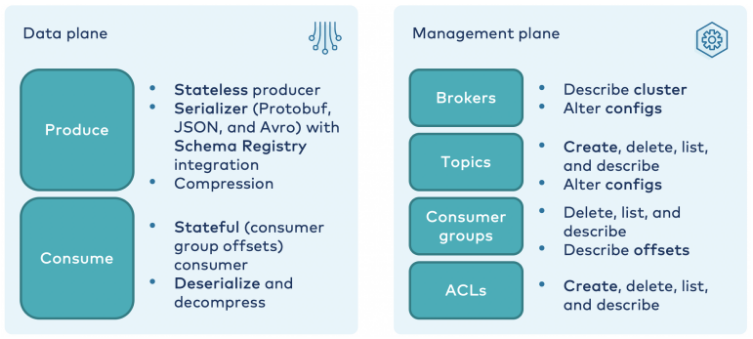 Data plane
Produce
• Stateless producer
• Serializer (Protobuf,
JSON, and Avro) with
Schema Registry
integration
• Compression
Consume
• Stateful (consumer
group offsets)
consumer
• Deserialize and
decompress
Management plane
Brokers
• Describe cluster
• Alter configs
Topics
• Create, delete, list,
and describe
• Alter configs
Consumer
groups
• Delete, list, and
describe
• Describe offsets
ACLs
• Create, delete, list,
and describe